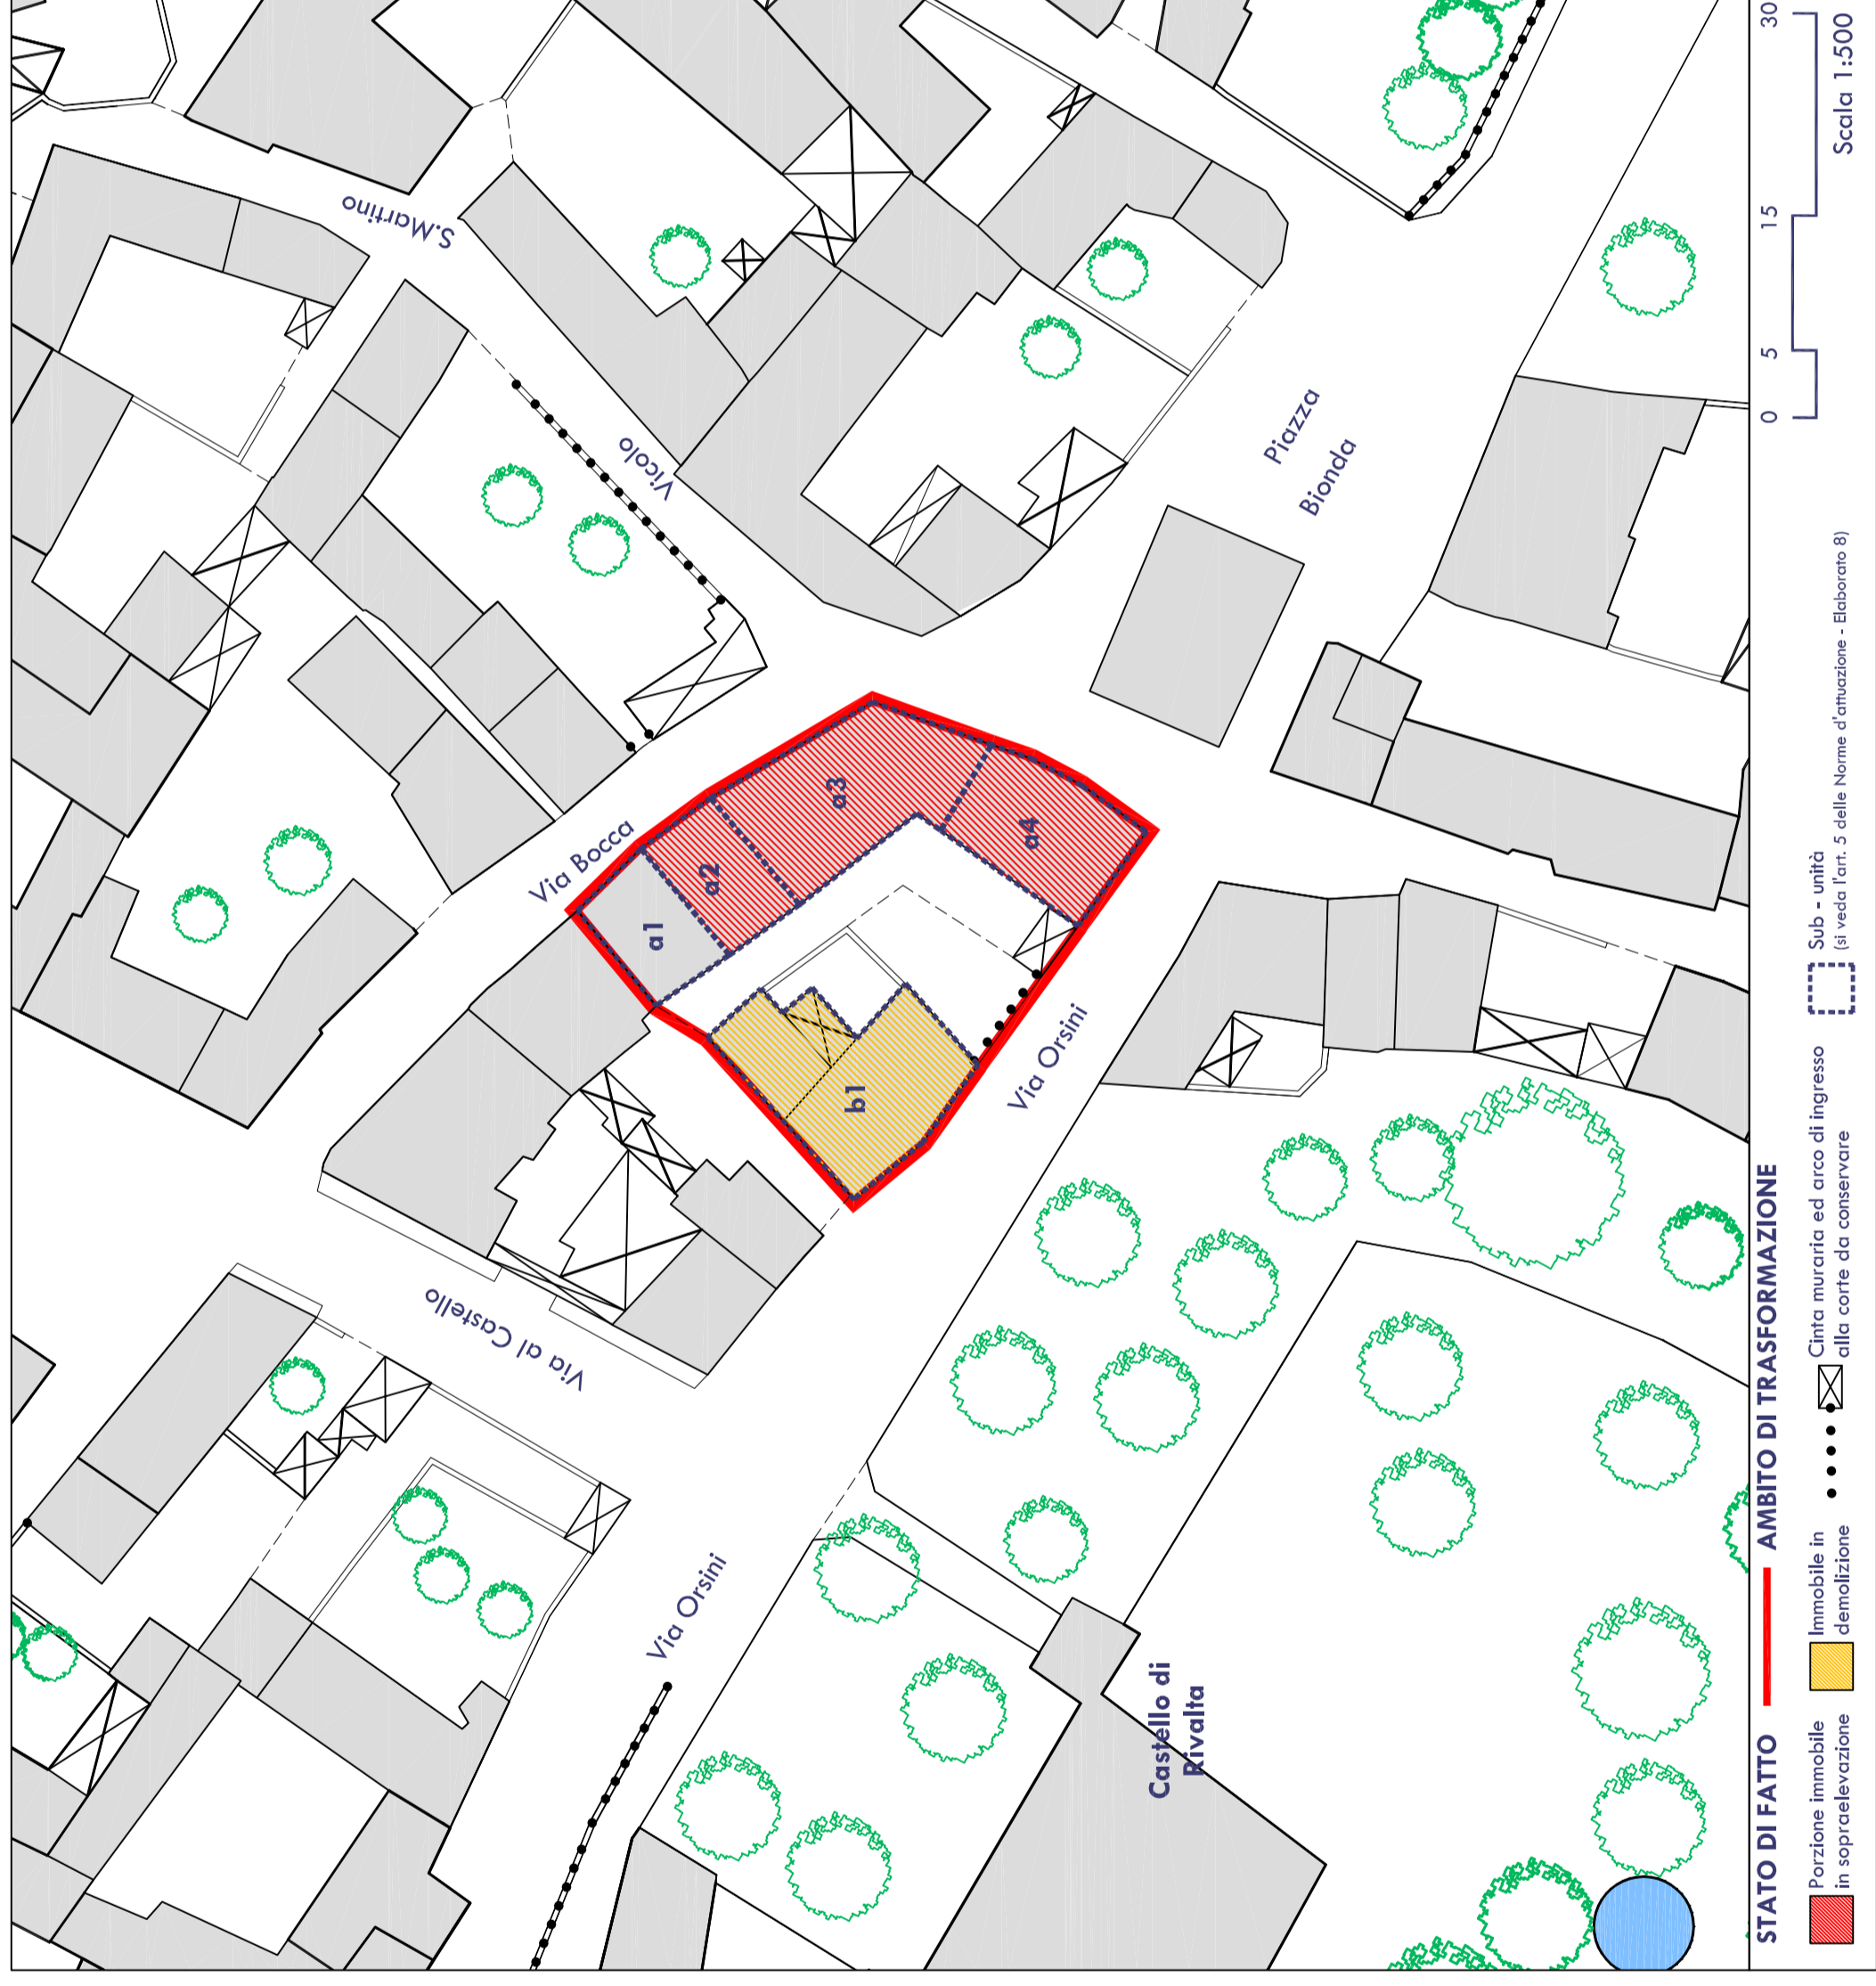 S.Martino
Vicolo
Piazza
Bionda
Via Bocca
a1
a2
a3
a4
b1
Via Orsini
Via al Castello
Via Orsini
Castello di
Rivalta
STATO DI FATTO
AMBITO DI TRASFORMAZIONE
Porzione immobile
in sopraelevazione
Immobile in
demolizione
Cinta muraria ed arco di ingresso
alla corte da conservare
Sub - unità
(si veda l'art. 5 delle Norme d'attuazione - Elaborato 8)
0 5 15 30
Scala 1:500